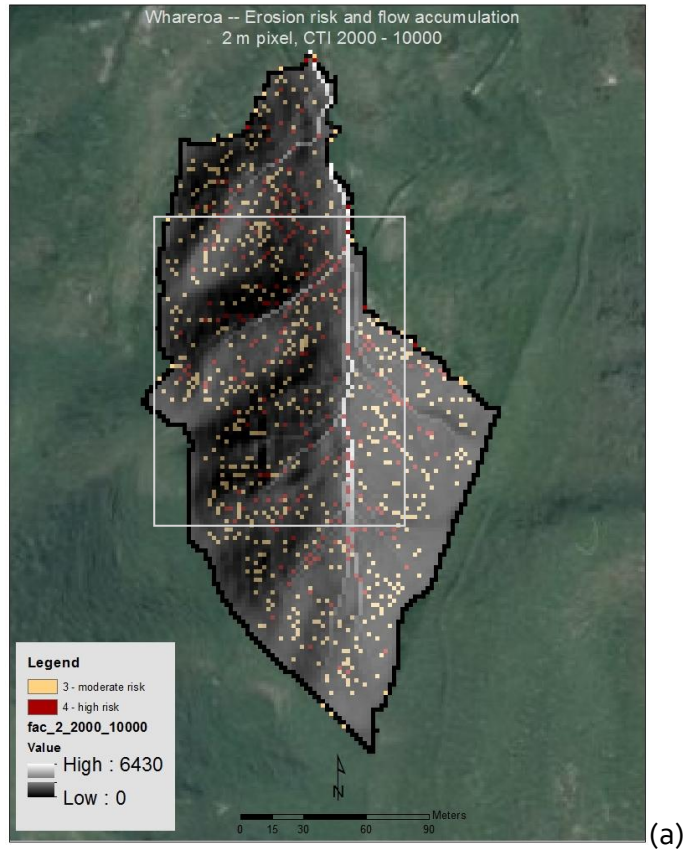 Whareroa -- Erosion risk and flow accumulation
2 m pixel, CTI 2000 - 10000
Legend
3 - moderate risk
4 - high risk
fac_2_2000_10000
Value
High : 6430
Low : 0
N
Meters
0 15 30 60 90
(a)